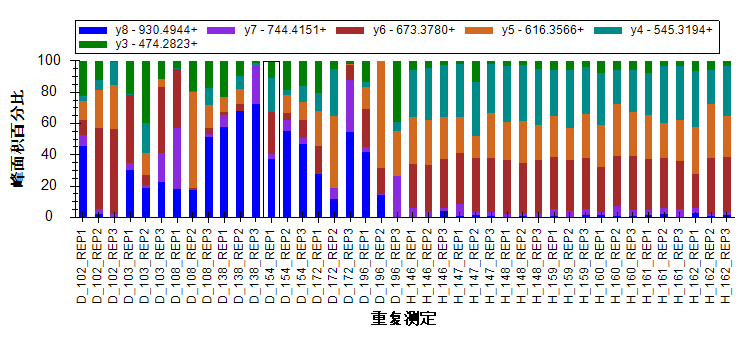 y8 - 930.4944+ y7 - 744.4151+ y6 - 673.3780+ y5 - 616.3566+ y4 - 545.3194+
y3 - 474.2823+
峰面积百分比
100
80
60
40
20
0
D_102_REP1
D_102_REP2
D_102_REP3
D_103_REP1
D_103_REP2
D_103_REP3
D_108_REP1
D_108_REP2
D_108_REP3
D_138_REP1
D_138_REP2
D_138_REP3
D_154_REP1
D_154_REP2
D_154_REP3
D_172_REP1
D_172_REP2
D_172_REP3
D_196_REP1
D_196_REP2
D_196_REP3
H_146_REP1
H_146_REP2
H_146_REP3
H_147_REP1
H_147_REP2
H_147_REP3
H_148_REP1
H_148_REP2
H_148_REP3
H_159_REP1
H_159_REP2
H_159_REP3
H_160_REP1
H_160_REP2
H_160_REP3
H_161_REP1
H_161_REP2
H_161_REP3
H_162_REP1
H_162_REP2
H_162_REP3
重复测定